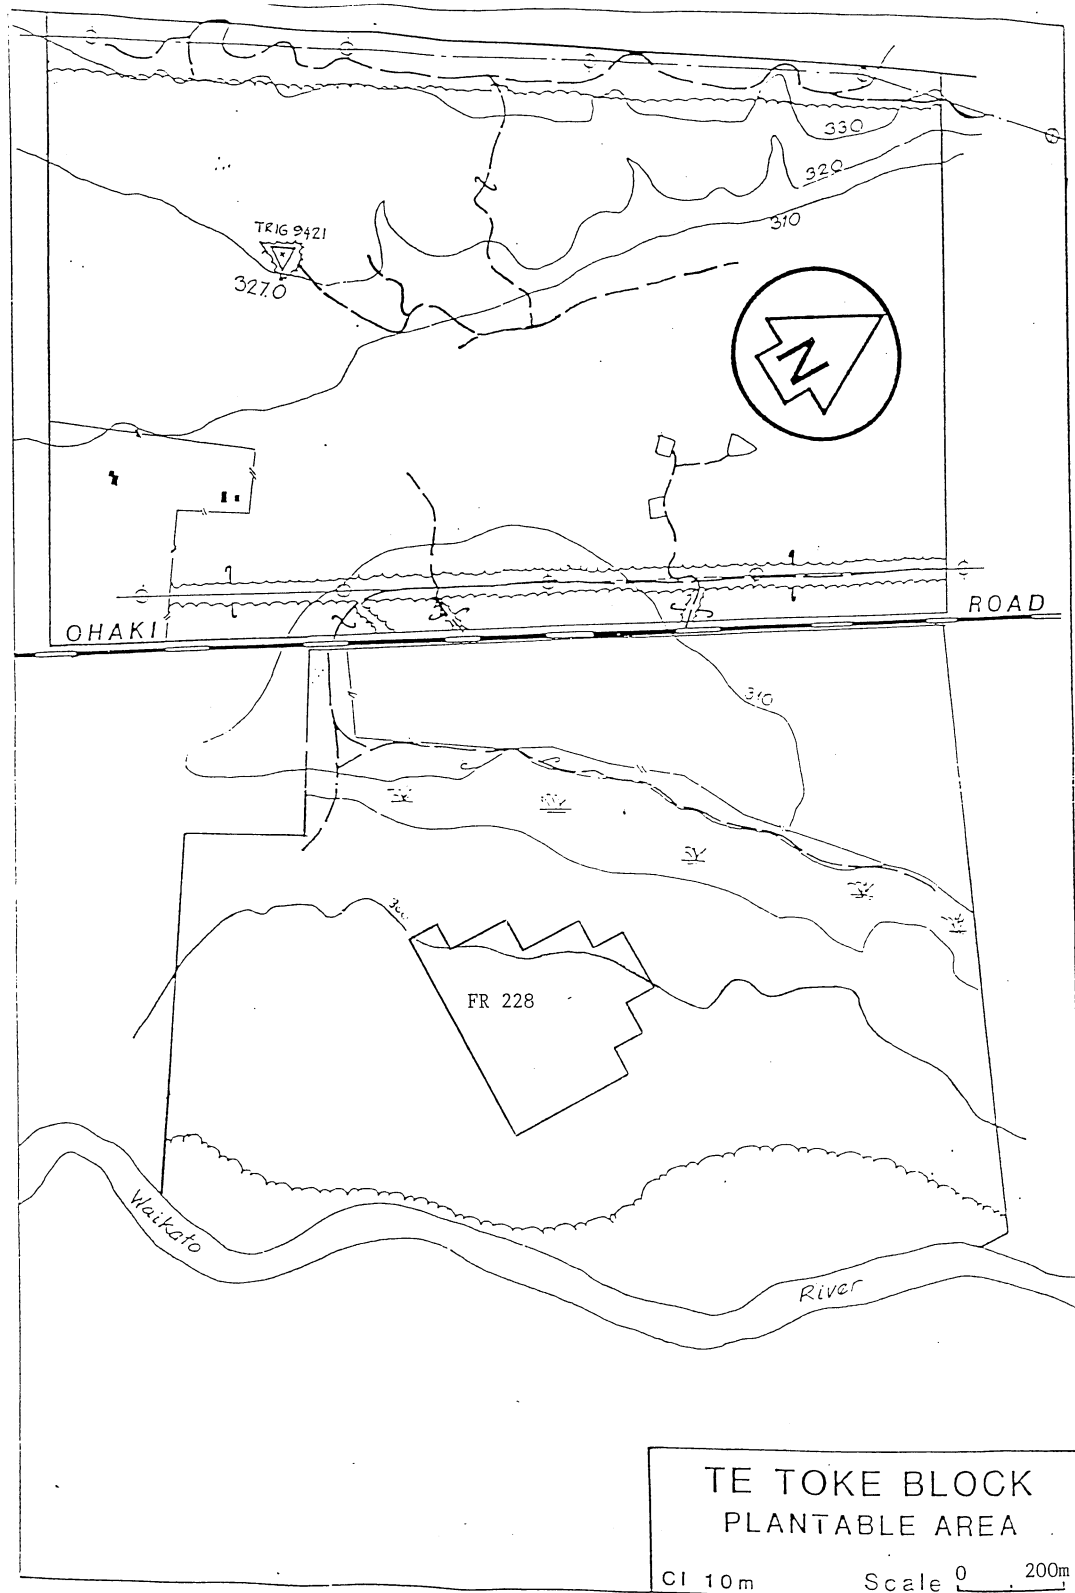 330
320
310
TRIG 9421
327.0
N
OHAKI ROAD
310
300
FR 228
Waikato River
TE TOKE BLOCK
PLANTABLE AREA
CI 10m Scale 0 200m